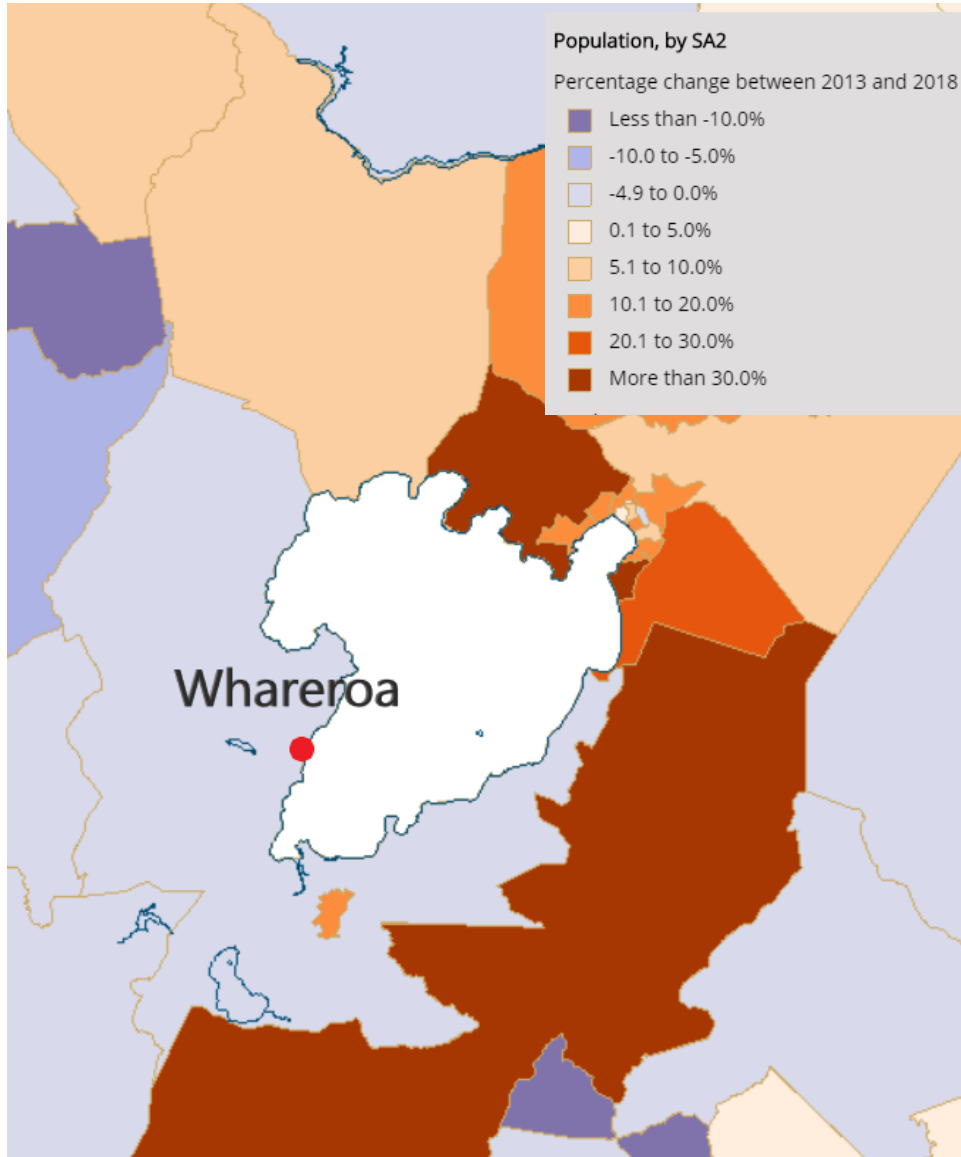 Population, by SA2
Percentage change between 2013 and 2018
Less than -10.0%
-10.0 to -5.0%
-4.9 to 0.0%
0.1 to 5.0%
5.1 to 10.0%
10.1 to 20.0%
20.1 to 30.0%
More than 30.0%
Whareroa